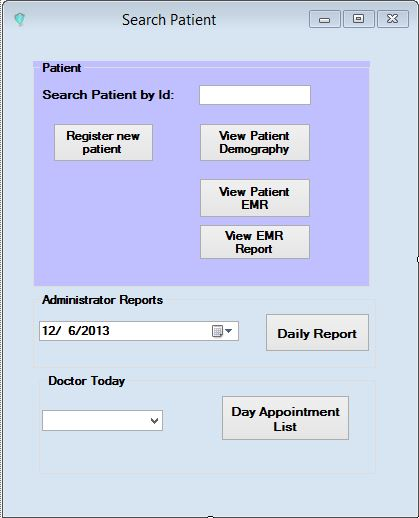 Search Patient
Patient
Search Patient by Id:
Register new
patient
View Patient
Demography
View Patient
EMR
View EMR
Report
Administrator Reports
12/ 6/2013
Daily Report
Doctor Today
Day Appointment
List